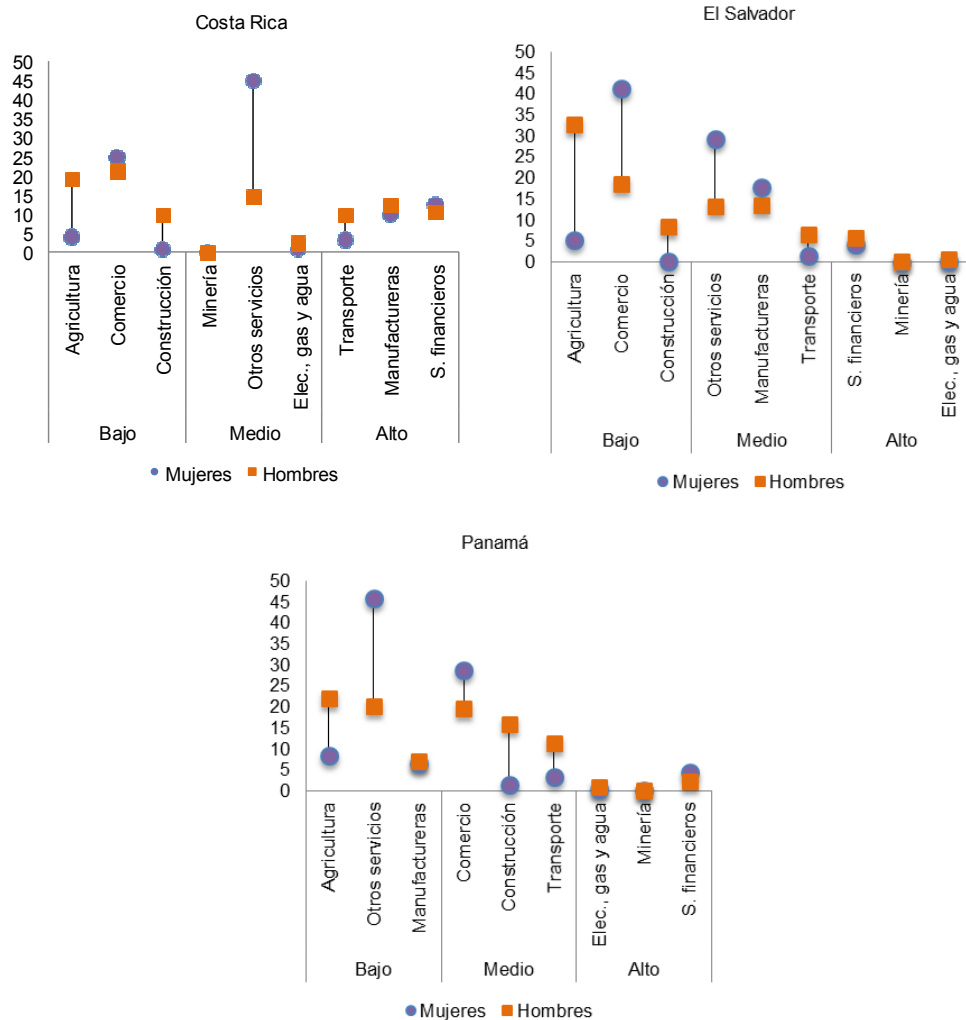 Costa Rica
50
45
40
35
30
25
20
15
10
5
0
Agricultura
Comercio
Construcción
Minería
Otros servicios
Elec., gas y agua
Transporte
Manufactureras
S. financieros
Bajo Medio Alto
Mujeres Hombres
El Salvador
50
45
40
35
30
25
20
15
10
5
0
Agricultura
Comercio
Construcción
Otros servicios
Manufactureras
Transporte
S. financieros
Minería
Elec., gas y agua
Bajo Medio Alto
Mujeres Hombres
Panamá
50
45
40
35
30
25
20
15
10
5
0
Agricultura
Otros servicios
Manufactureras
Comercio
Construcción
Transporte
Elec., gas y agua
Minería
S. financieros
Bajo Medio Alto
Mujeres Hombres